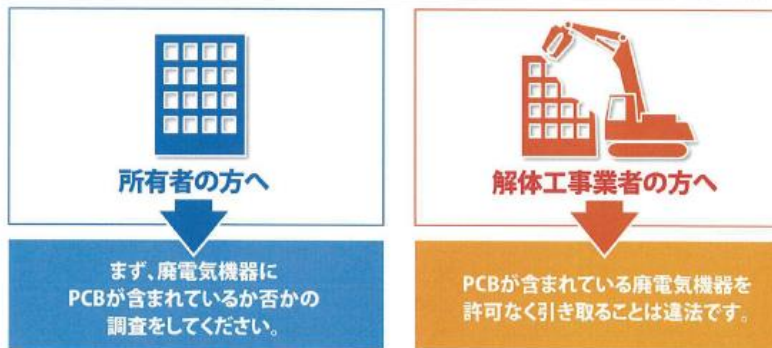 所有者の方へ
まず、廃電気機器に
PCBが含まれているか否かの
調査をしてください。
解体工事業者の方へ
PCBが含まれている廃電気機器を
許可なく引き取ることは違法です。